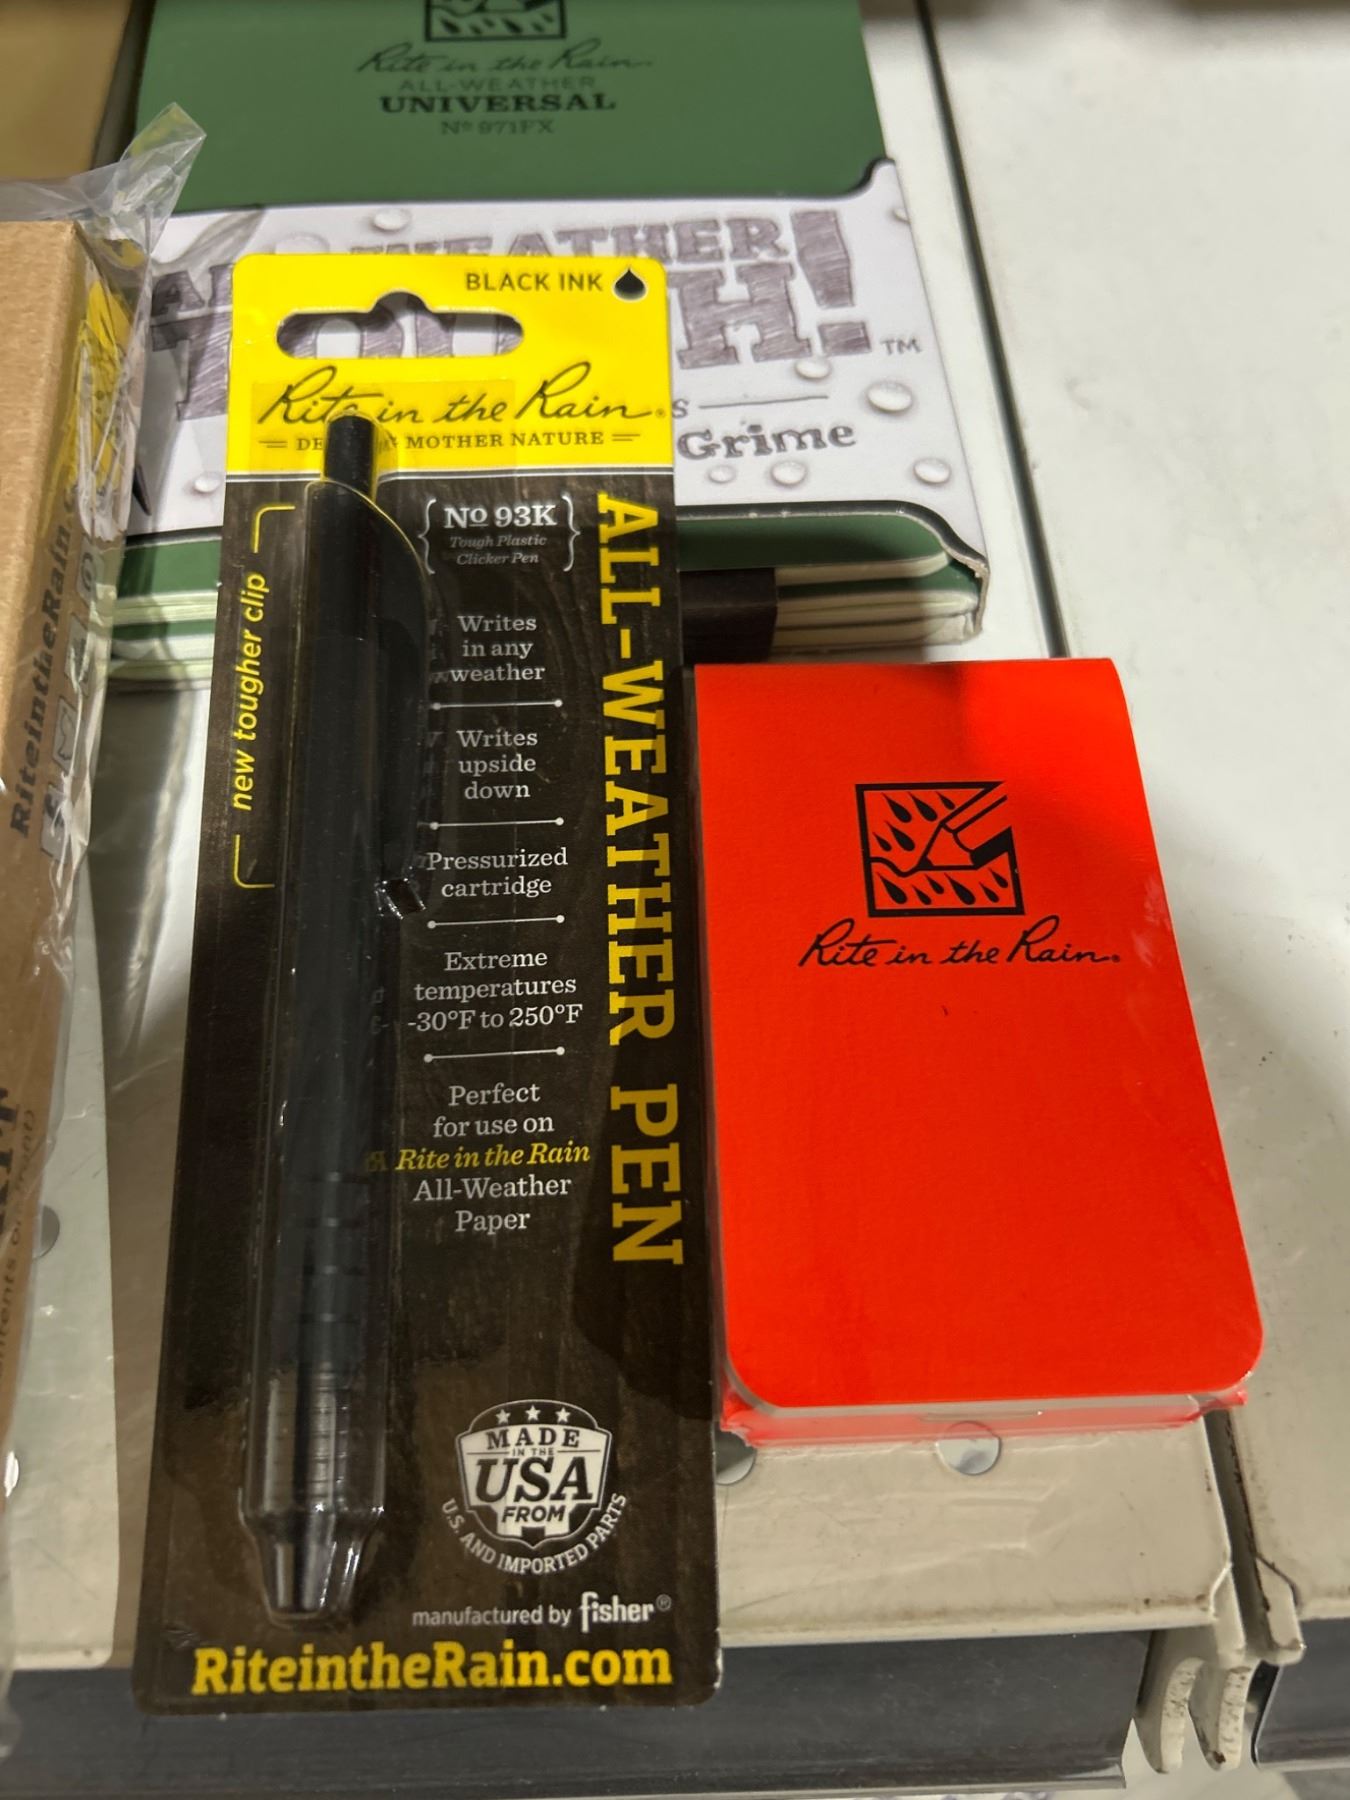 Rite in the Rain
ALL-WEATHER
UNIVERSAL
Nº 971FX
WEATHER
!™
Grime
BLACK INK
Rite in the Rain®
MOTHER NATURE
Nº 93K
Tough Plastic
Clicker Pen
new tougher clip
ALL-WEATHER PEN
Writes
in any
weather
Writes
upside
down
Pressurized
cartridge
Extreme
temperatures
-30°F to 250°F
Perfect
for use on
Rite in the Rain
All-Weather
Paper
MADE
IN THE
USA
FROM
U.S. AND IMPORTED PARTS
manufactured by fisher®
RiteintheRain.com
Rite in the Rain®
RiteintheRain.co